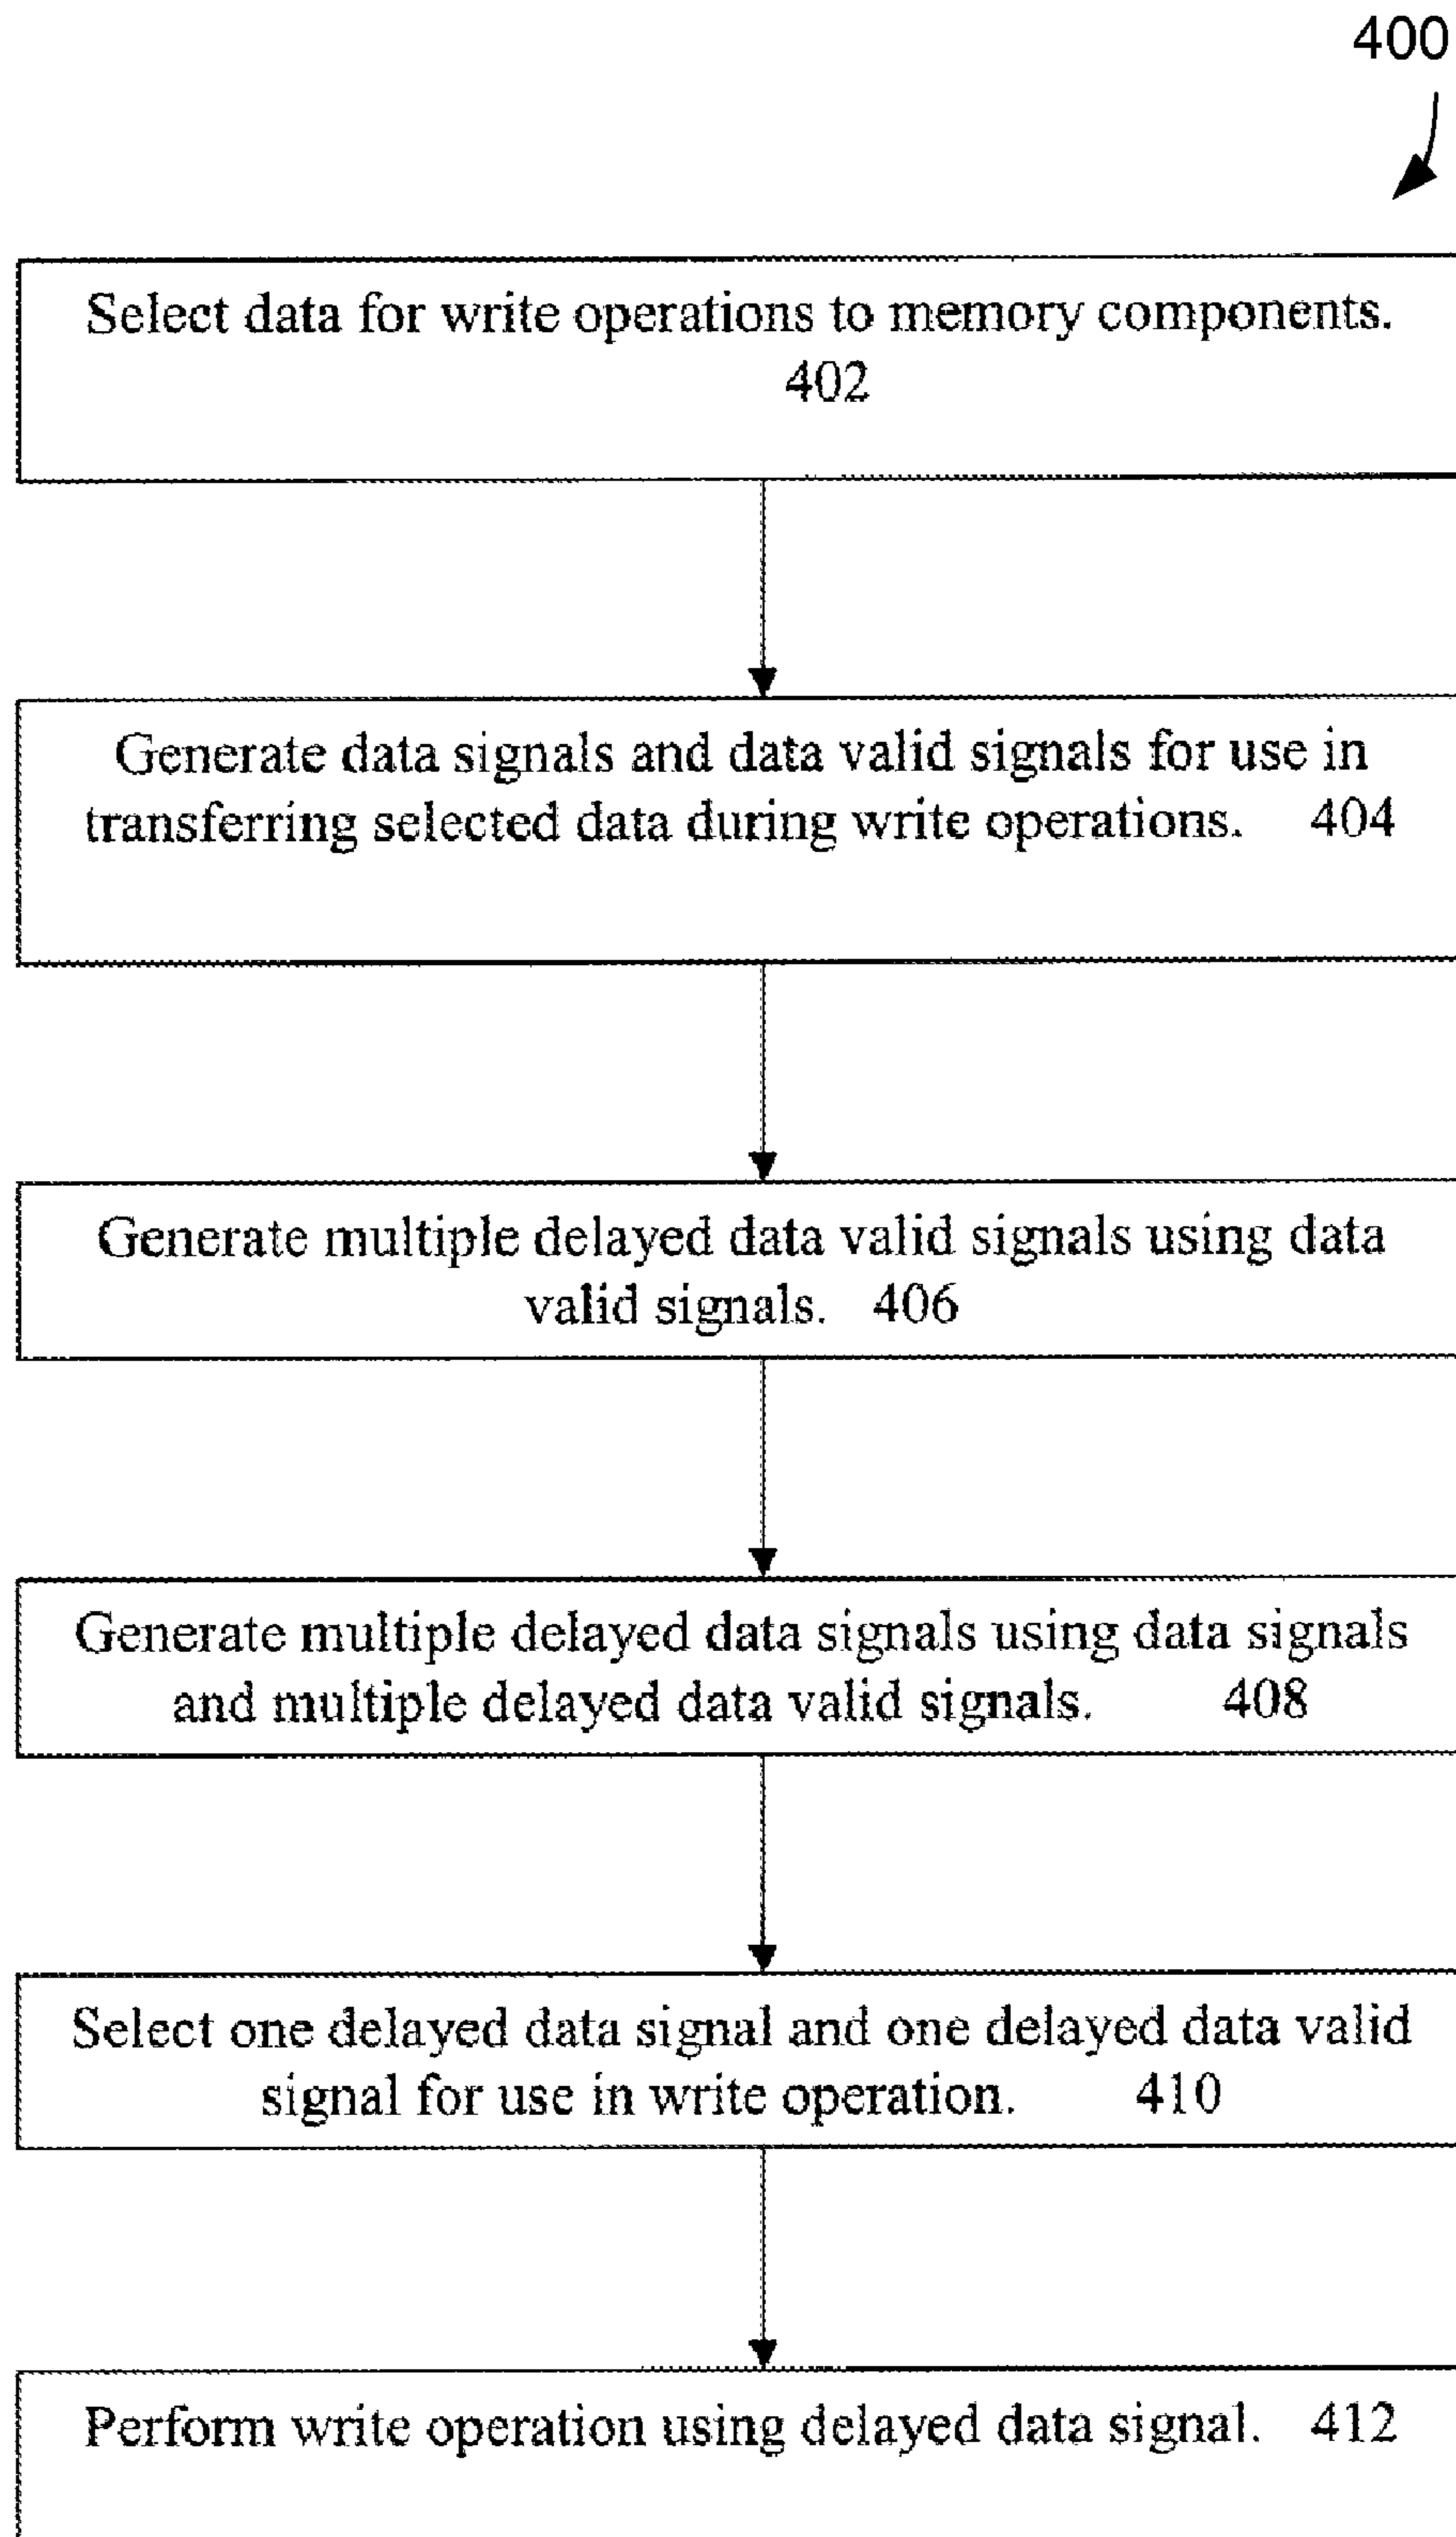 400
Select data for write operations to memory components.
402
Generate data signals and data valid signals for use in
transferring selected data during write operations. 404
Generate multiple delayed data valid signals using data
valid signals. 406
Generate multiple delayed data signals using data signals
and multiple delayed data valid signals. 408
Select one delayed data signal and one delayed data valid
signal for use in write operation. 410
Perform write operation using delayed data signal. 412